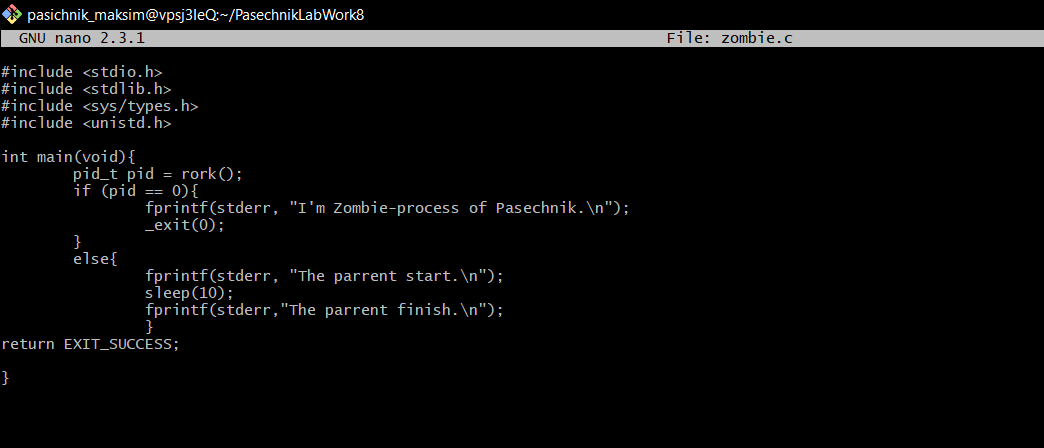 pasichnik_maksim@vpsj3IeQ:~/PasechnikLabWork8
GNU nano 2.3.1 File: zombie.c
#include <stdio.h>
#include <stdlib.h>
#include <sys/types.h>
#include <unistd.h>
int main(void){
pid_t pid = rork();
if (pid == 0){
fprintf(stderr, "I'm Zombie-process of Pasechnik.\n");
_exit(0);
}
else{
fprintf(stderr, "The parrent start.\n");
sleep(10);
fprintf(stderr,"The parrent finish.\n");
}
return EXIT_SUCCESS;
}